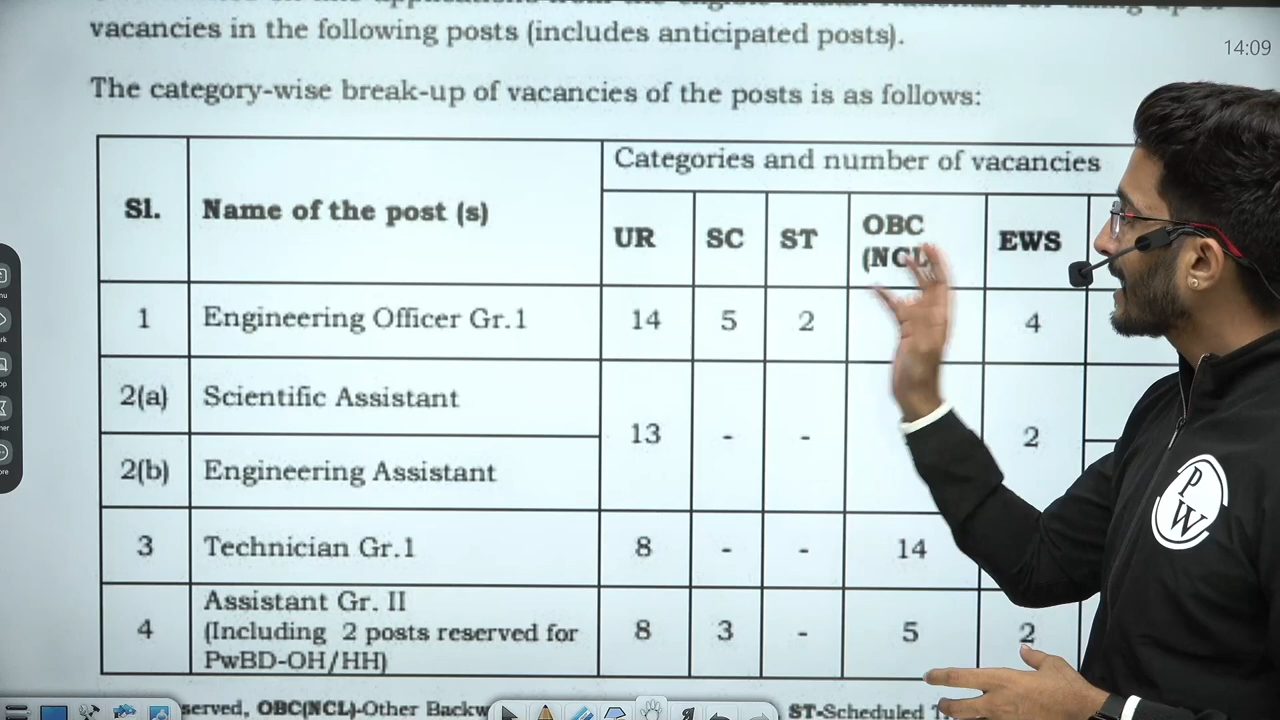 vacancies in the following posts (includes anticipated posts).
14:09
The category-wise break-up of vacancies of the posts is as follows:
Sl. Name of the post (s) Categories and number of vacancies
UR SC ST OBC (NCL) EWS
1 Engineering Officer Gr.1 14 5 2 4
2(a) Scientific Assistant 13 - - 2
2(b) Engineering Assistant
3 Technician Gr.1 8 - - 14
4 Assistant Gr. II (Including 2 posts reserved for PwBD-OH/HH) 8 3 - 5 2
served, OBC(NCL)-Other Backw ST-Scheduled
PW